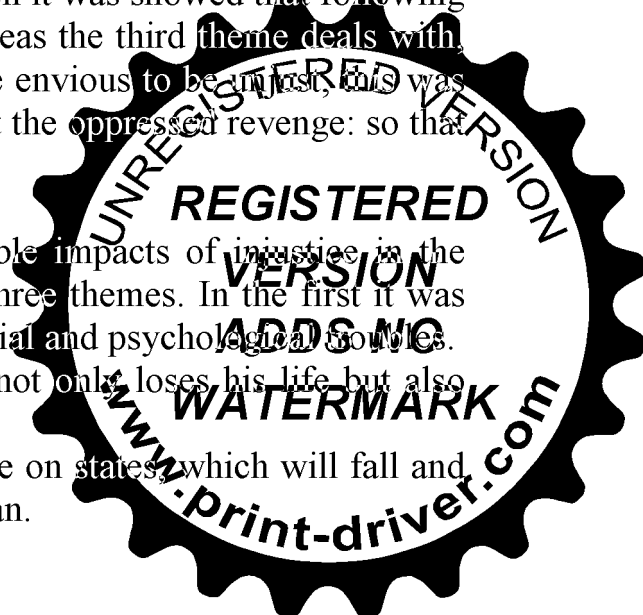 it was showed that following
eas the third theme deals with,
envious to be unjust, this was
the oppressed revenge: so that
ble impacts of injustice in the
hree themes. In the first it was
ial and psychological troubles.
not only loses his life but also
e on states, which will fall and
an.
UNREGISTERED VERSION
REGISTERED
VERSION
ADDS NO
WATERMARK
www.print-driver.com